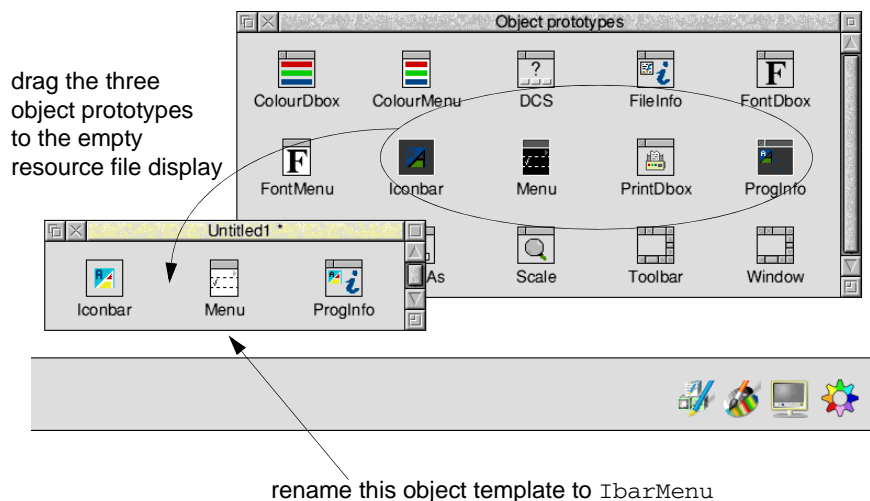 Object prototypes
drag the three
object prototypes
to the empty
resource file display
ColourDbox ColourMenu DCS FileInfo FontDbox
FontMenu Iconbar Menu PrintDbox ProgInfo
Untitled1 *
As Scale Toolbar Window
Iconbar Menu ProgInfo
rename this object template to IbarMenu